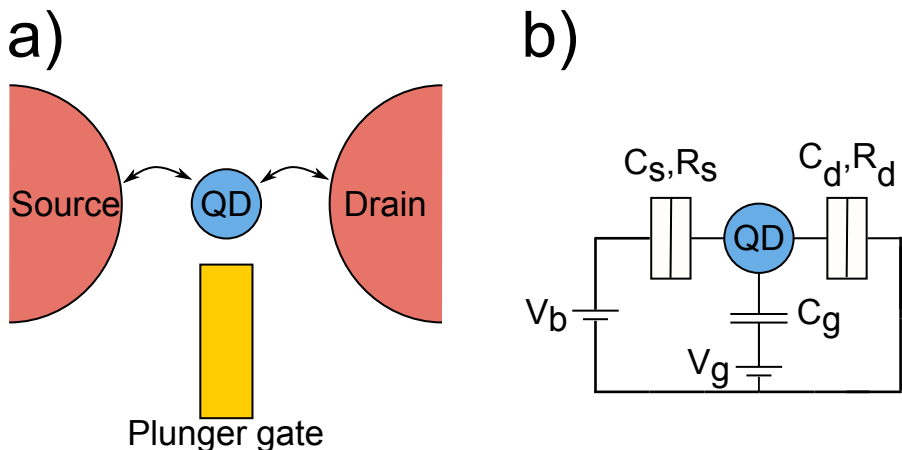 a)
Source
QD
Drain
Plunger gate
b)
Cs,Rs
Cd,Rd
QD
Vb
Cg
Vg